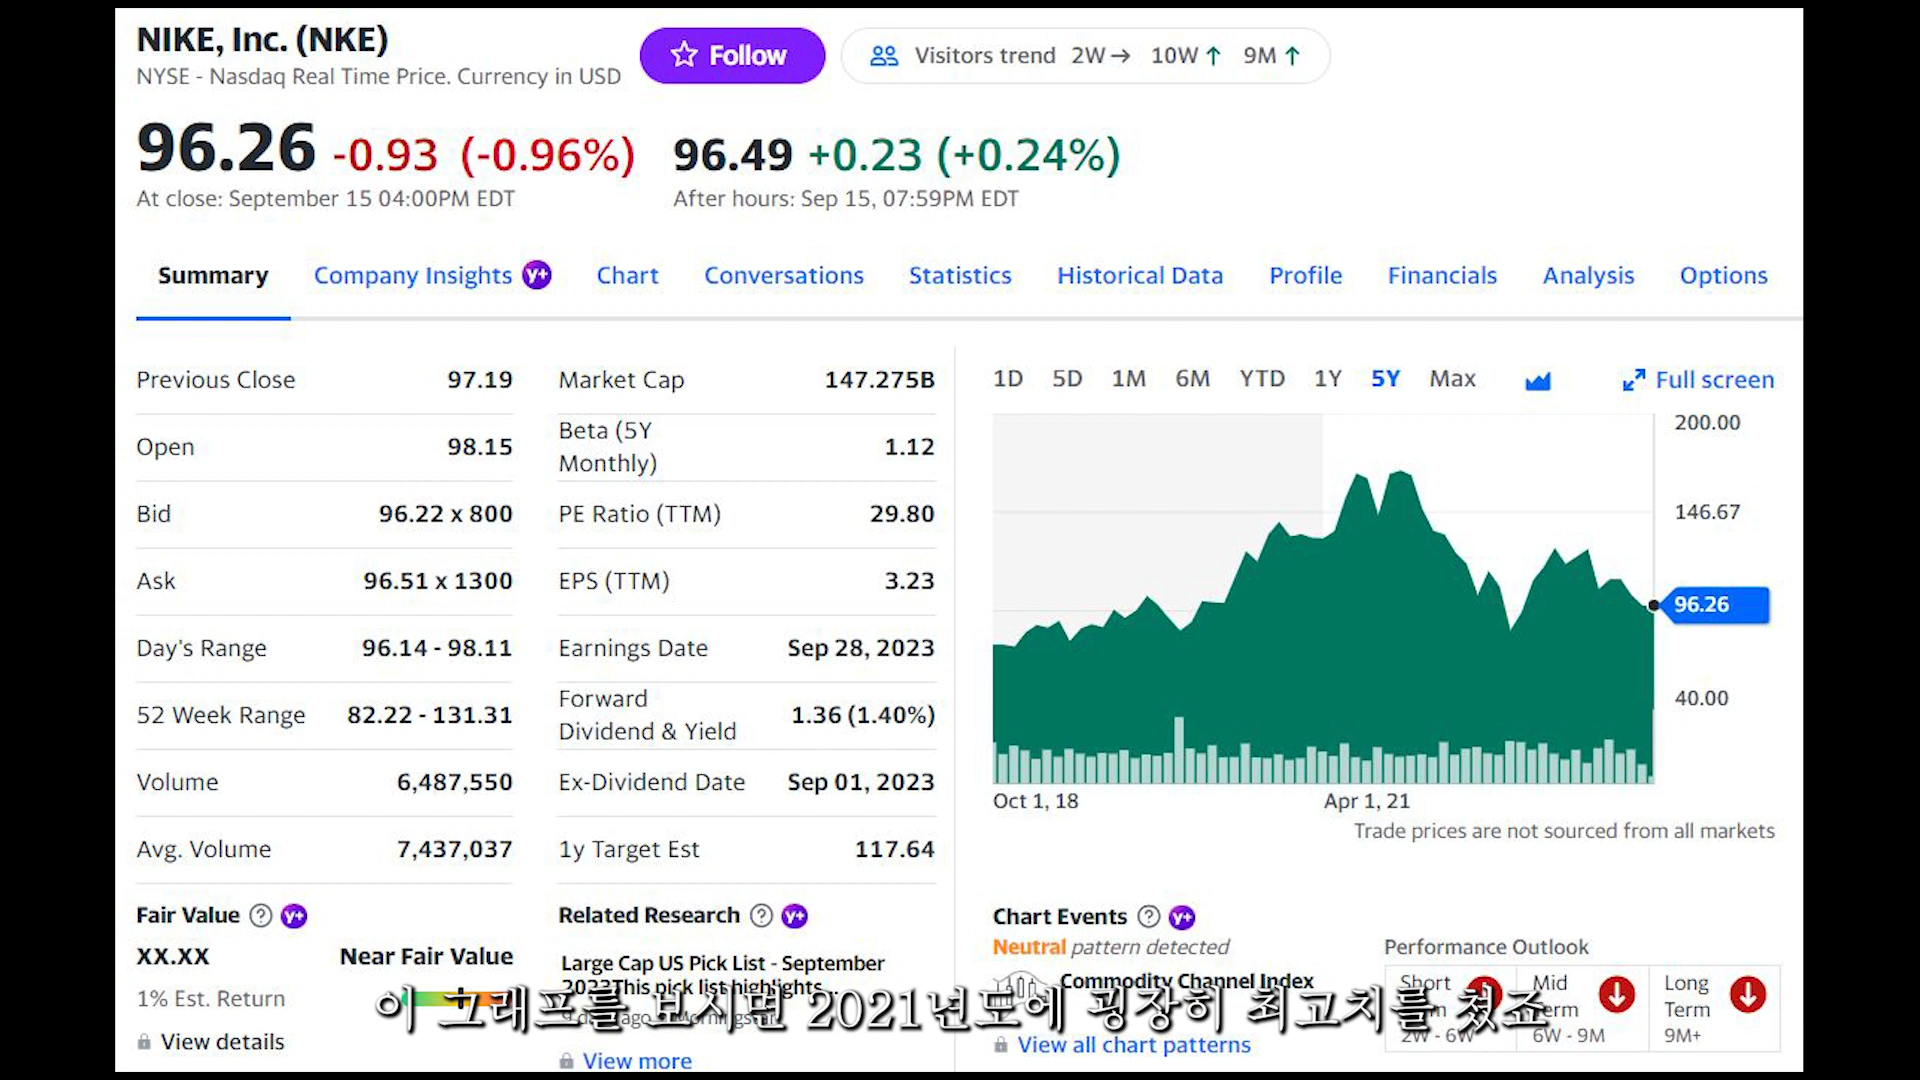 NIKE, Inc. (NKE)
NYSE - Nasdaq Real Time Price. Currency in USD
Follow
Visitors trend 2W→ 10W↑ 9M↑
96.26 -0.93 (-0.96%) 96.49 +0.23 (+0.24%)
At close: September 15 04:00PM EDT After hours: Sep 15, 07:59PM EDT
Summary Company Insights y+ Chart Conversations Statistics Historical Data Profile Financials Analysis Options
Previous Close 97.19
Open 98.15
Bid 96.22 x 800
Ask 96.51 x 1300
Day's Range 96.14 - 98.11
52 Week Range 82.22 - 131.31
Volume 6,487,550
Avg. Volume 7,437,037
Market Cap 147.275B
Beta (5Y
Monthly) 1.12
PE Ratio (TTM) 29.80
EPS (TTM) 3.23
Earnings Date Sep 28, 2023
Forward
Dividend & Yield 1.36 (1.40%)
Ex-Dividend Date Sep 01, 2023
1y Target Est 117.64
1D 5D 1M 6M YTD 1Y 5Y Max Full screen
200.00
146.67
96.26
40.00
Oct 1, 18 Apr 1, 21
Trade prices are not sourced from all markets
Fair Value ? y+
XX.XX Near Fair Value
1% Est. Return
View details
Related Research ? y+
Large Cap US Pick List - September
2023This pick list highlights...
View more
Chart Events ? y+
Neutral pattern detected
Commodity Channel Index
View all chart patterns
Performance Outlook
Short
2W - 6W
Mid
Term
6W - 9M
Long
Term
9M+
이 그래프를 보시면 2021년도에 굉장히 최고치를 쳤죠